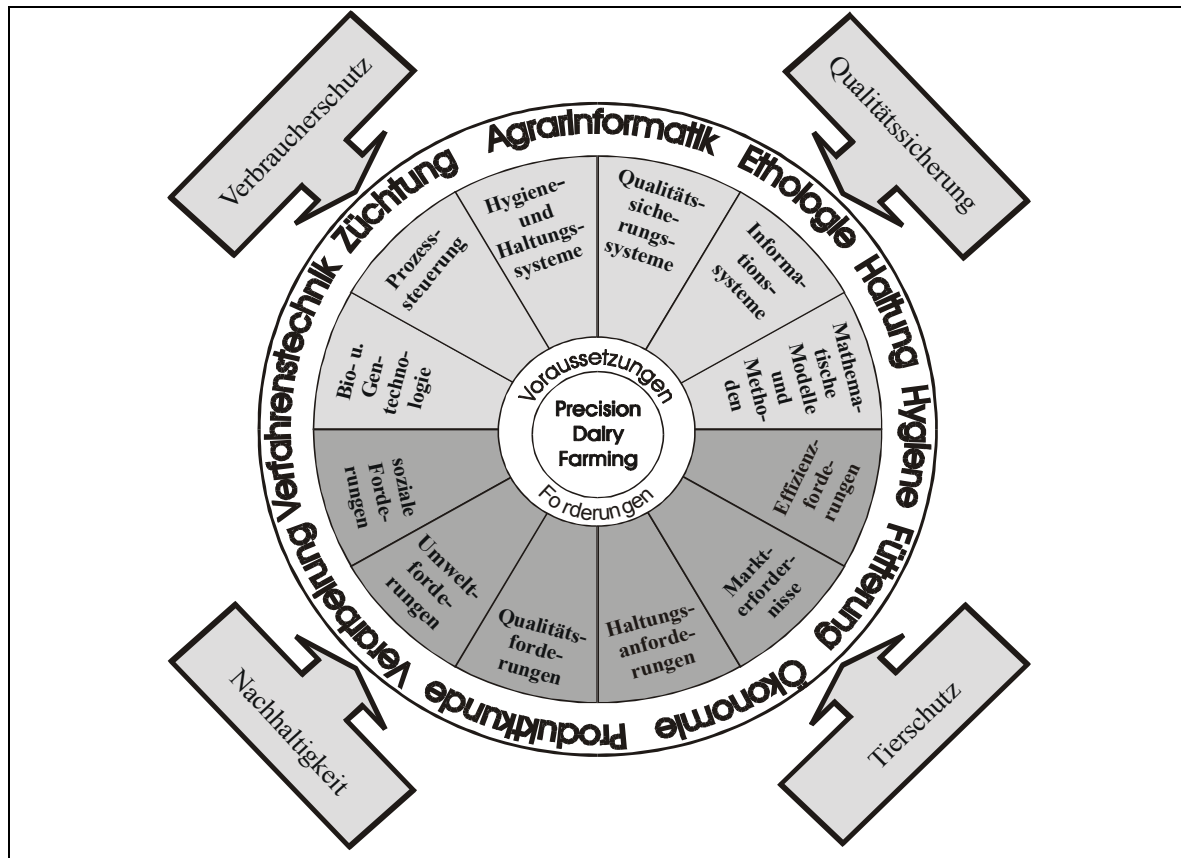 Verbraucherschutz
Qualitätssicherung
Agrarinformatik
Ethologie
Haltung
Hygiene
Fütterung
Ökonomie
Produktkunde
Verarbeitung
Verfahrenstechnik
Züchtung
Hygiene-
und
Haltungs-
systeme
Qualitäts-
siche-
rungs-
systeme
Informa-
tions-
systeme
Mathema-
tische
Modelle
und
Metho-
den
Prozess-
steuerung
Bio- u.
Gen-
techno-
logie
Voraussetzungen
Precision
Dairy
Farming
Forderungen
soziale
Forde-
rungen
Umwelt-
forde-
rungen
Qualitäts-
forde-
rungen
Haltungs-
anforde-
rungen
Markt-
erforder-
nisse
Effizienz-
forde-
rungen
Nachhaltigkeit
Tierschutz